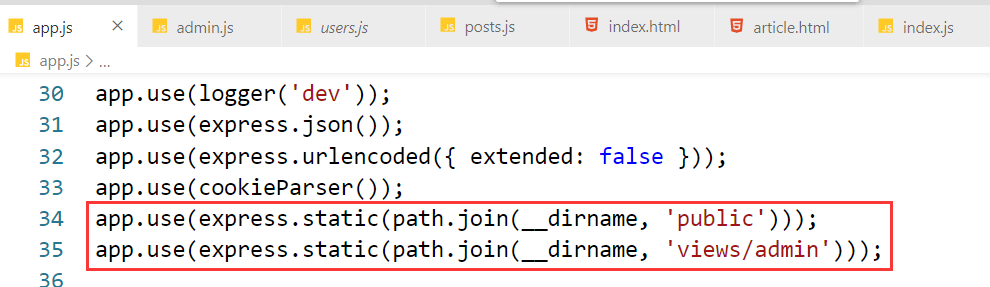 app.js × admin.js users.js posts.js index.html article.html index.js
app.js > ...
30 app.use(logger('dev'));
31 app.use(express.json());
32 app.use(express.urlencoded({ extended: false }));
33 app.use(cookieParser());
34 app.use(express.static(path.join(__dirname, 'public')));
35 app.use(express.static(path.join(__dirname, 'views/admin')));
36